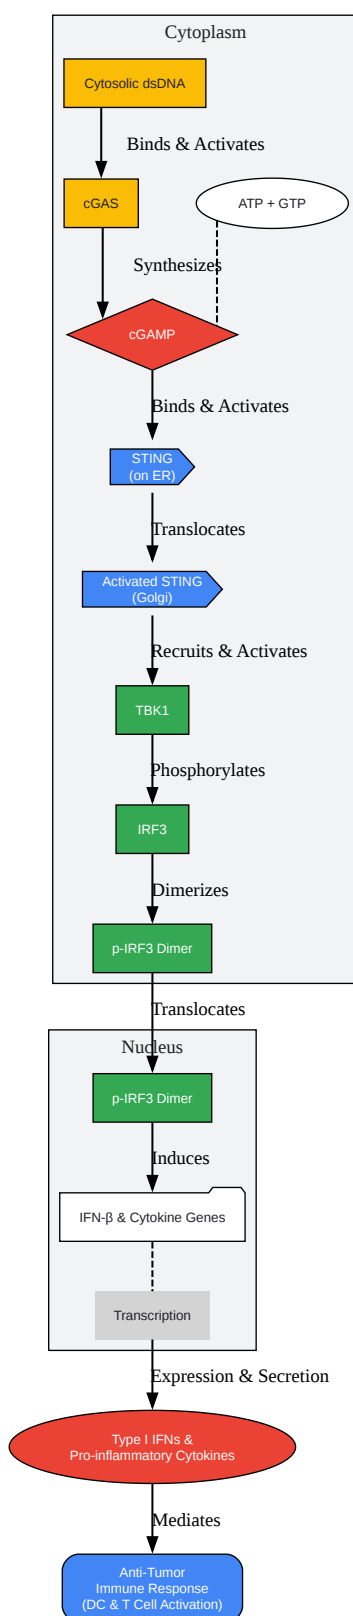 Cytoplasm
Cytosolic dsDNA
Binds & Activates
cGAS
ATP + GTP
Synthesizes
cGAMP
Binds & Activates
STING
(on ER)
Translocates
Activated STING
(Golgi)
Recruits & Activates
TBK1
Phosphorylates
IRF3
Dimerizes
p-IRF3 Dimer
Translocates
Nucleus
p-IRF3 Dimer
Induces
IFN-β & Cytokine Genes
Transcription
Expression & Secretion
Type I IFNs &
Pro-inflammatory Cytokines
Mediates
Anti-Tumor
Immune Response
(DC & T Cell Activation)